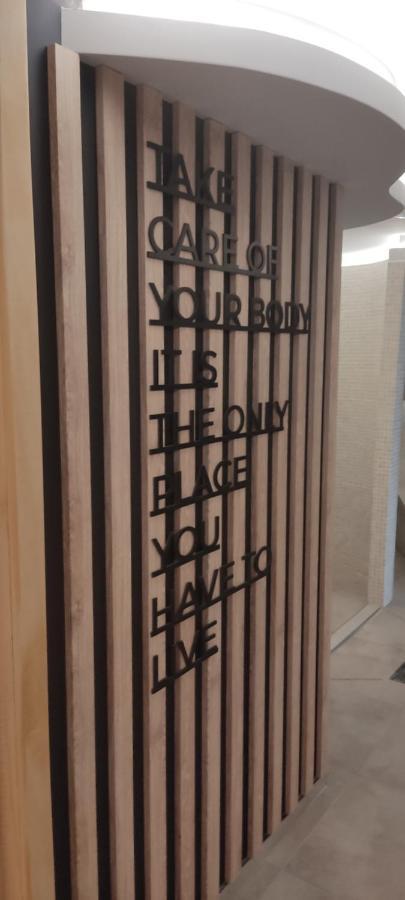 TAKE
CARE OF
YOUR BODY
IT IS
THE ONLY
PLACE
YOU
HAVE TO
LIVE